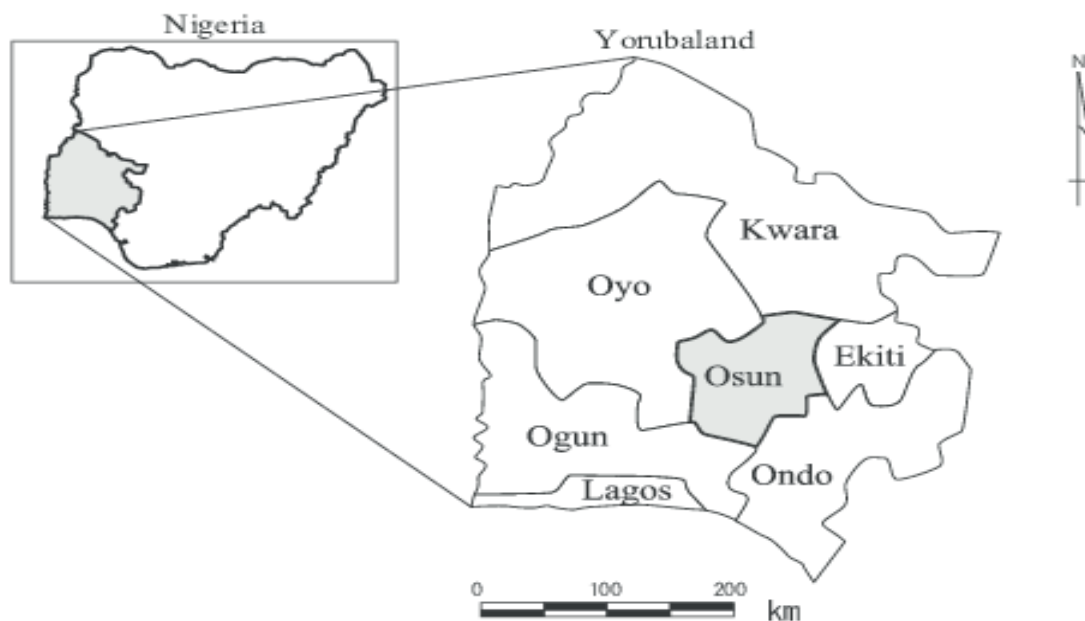 Nigeria
Yorubaland
N
Kwara
Oyo
Osun
Ekiti
Ogun
Ondo
Lagos
0 100 200
km